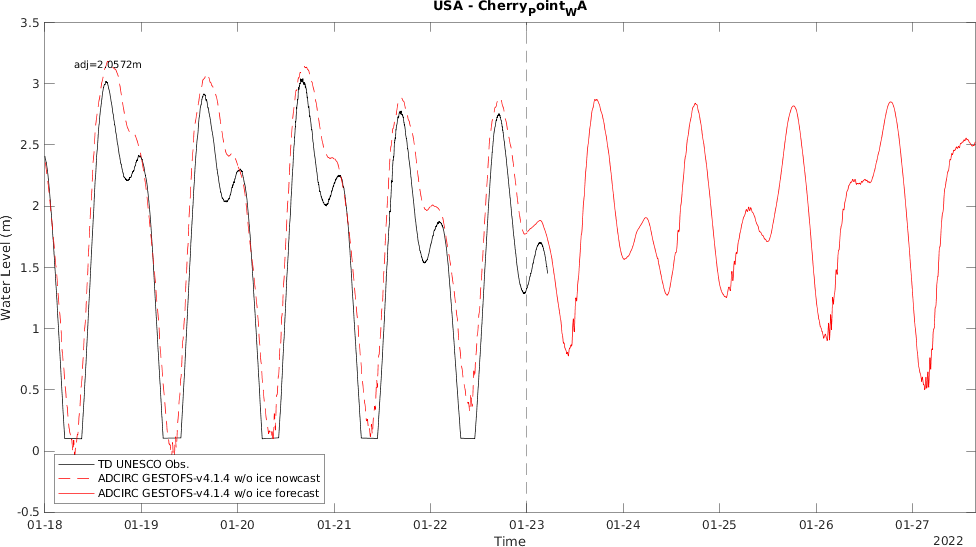 USA - Cherry_Point_WA
adj=2.0572m
3.5
3
2.5
2
1.5
1
0.5
0
-0.5
Water Level (m)
TD UNESCO Obs.
ADCIRC GESTOFS-v4.1.4 w/o ice nowcast
ADCIRC GESTOFS-v4.1.4 w/o ice forecast
01-18 01-19 01-20 01-21 01-22 01-23 01-24 01-25 01-26 01-27
Time
2022